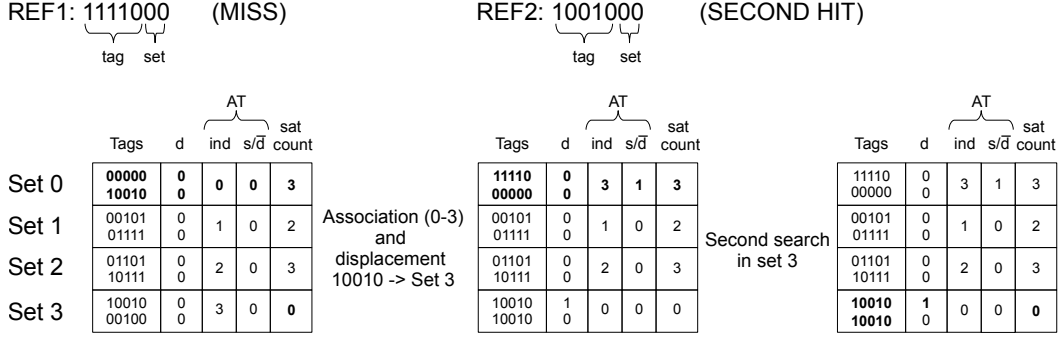 REF1: 1111000 (MISS) REF2: 1001000 (SECOND HIT)
tag set tag set
AT AT AT
Tags d ind s/d̅ sat count Tags d ind s/d̅ sat count Tags d ind s/d̅ sat count
Set 0 00000 0 0 0 3 11110 0 3 1 3 11110 0 3 1 3
10010 0 00000 0 00000 0
Set 1 00101 0 1 0 2 00101 0 1 0 2 00101 0 1 0 2
01111 0 01111 0 01111 0
Set 2 01101 0 2 0 3 01101 0 2 0 3 01101 0 2 0 3
10111 0 10111 0 10111 0
Set 3 10010 0 3 0 0 10010 1 0 0 0 10010 1 0 0 0
00100 0 10010 0 10010 0
Association (0-3)
and
displacement
10010 -> Set 3
Second search
in set 3